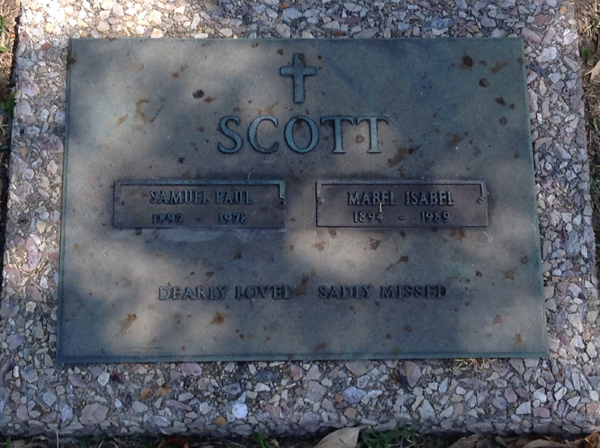 SCOTT
SAMUEL PAUL
1892 - 1978
MABEL ISABEL
1894 - 1989
DEARLY LOVED SADLY MISSED